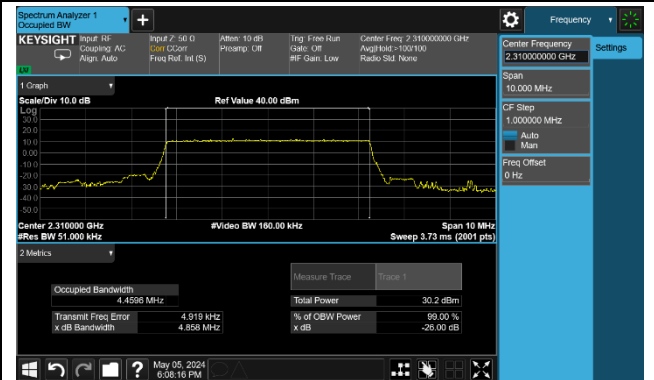 Spectrum Analyzer 1
Occupied BW
Frequency
KEYSIGHT
Input: RF
Coupling: AC
Align: Auto
Input Z: 50 Ω
Corr CCorr
Freq Ref: Int (S)
Atten: 10 dB
Preamp: Off
Trig: Free Run
Gate: Off
#IF Gain: Low
Center Freq: 2.310000000 GHz
Avg|Hold:>100/100
Radio Std: None
Center Frequency
2.310000000 GHz
Settings
Span
10.000 MHz
CF Step
1.000000 MHz
Auto
Man
Freq Offset
0 Hz
1 Graph
Scale/Div 10.0 dB
Ref Value 40.00 dBm
Log
30.0
20.0
10.0
0.00
-10.0
-20.0
-30.0
-40.0
-50.0
Center 2.310000 GHz
#Video BW 160.00 kHz
Span 10 MHz
#Res BW 51.000 kHz
Sweep 3.73 ms (2001 pts)
2 Metrics
Measure Trace
Trace 1
Occupied Bandwidth
4.4596 MHz
Total Power
30.2 dBm
Transmit Freq Error
4.919 kHz
% of OBW Power
99.00 %
x dB Bandwidth
4.858 MHz
x dB
-26.00 dB
?
May 05, 2024
6:08:16 PM